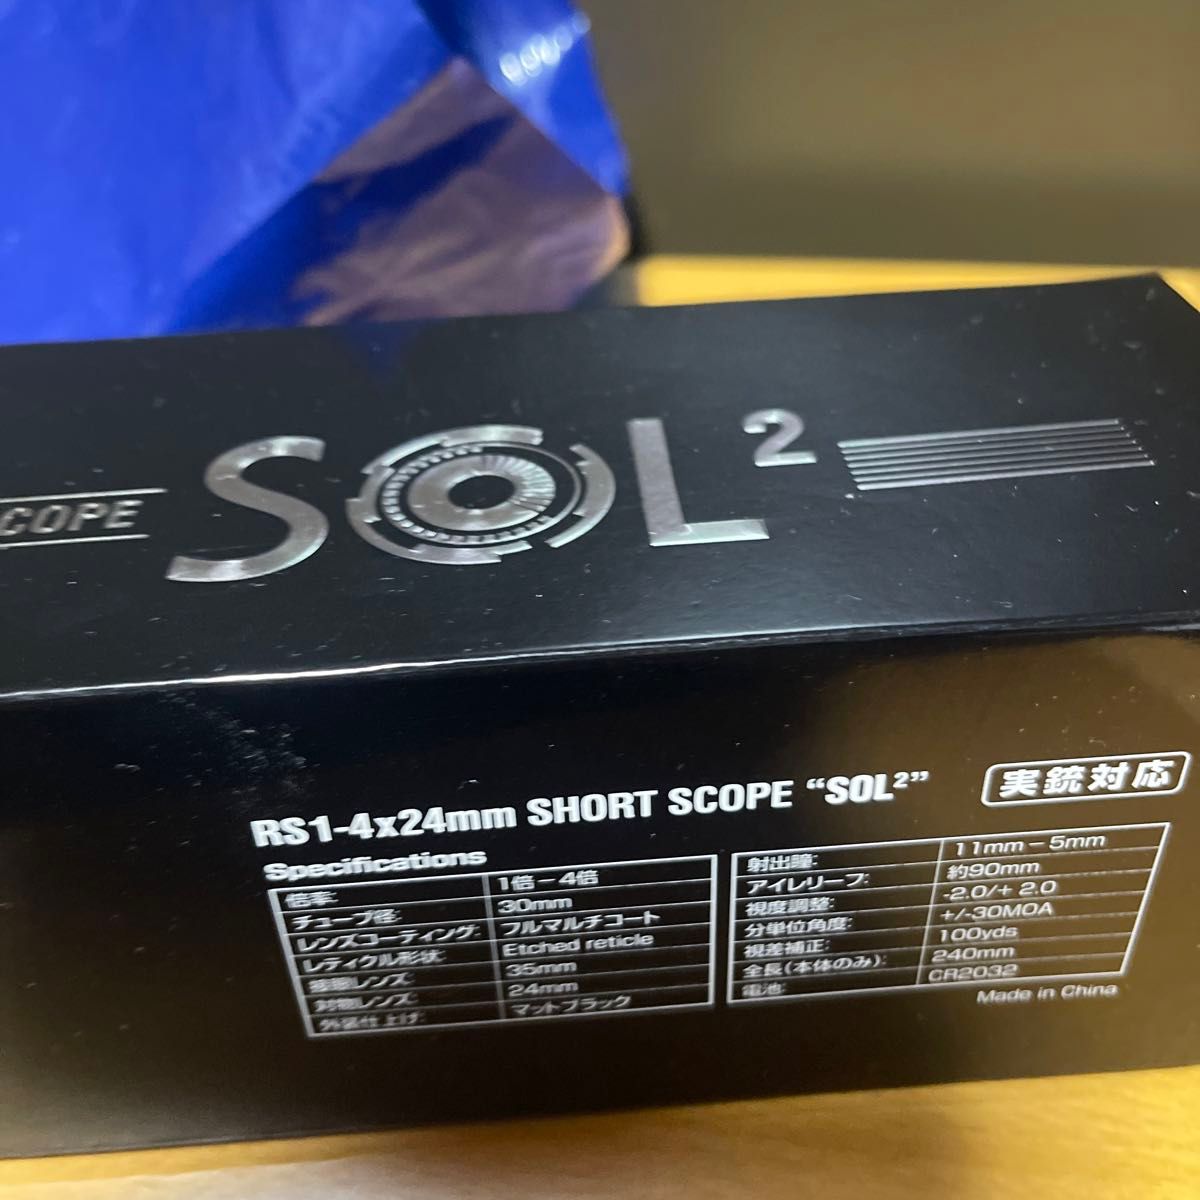 SCOPE
SOL²
RS1-4x24mm SHORT SCOPE “SOL²”
実銃対応
Specifications
倍率: 1倍－4倍
チューブ径: 30mm
レンズコーティング: フルマルチコート
レティクル形状: Etched reticle
接眼レンズ: 35mm
対物レンズ: 24mm
外装仕上げ: マットブラック
射出瞳: 11mm－5mm
アイレリーフ: 約90mm
視度調整: -2.0/+ 2.0
分単位角度: +/-30MOA
視差補正: 100yds
全長(本体のみ): 240mm
電池: CR2032
Made in China